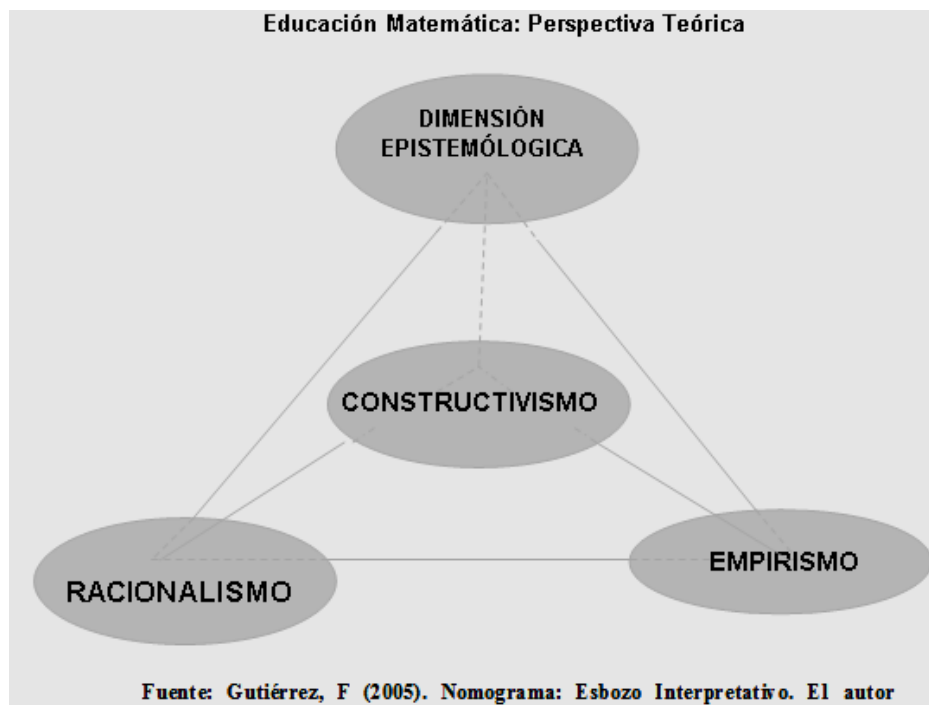 Educación Matemática: Perspectiva Teórica
DIMENSIÓN
EPISTEMÓLOGICA
CONSTRUCTIVISMO
RACIONALISMO
EMPIRISMO
Fuente: Gutiérrez, F (2005). Nomograma: Esbozo Interpretativo. El autor